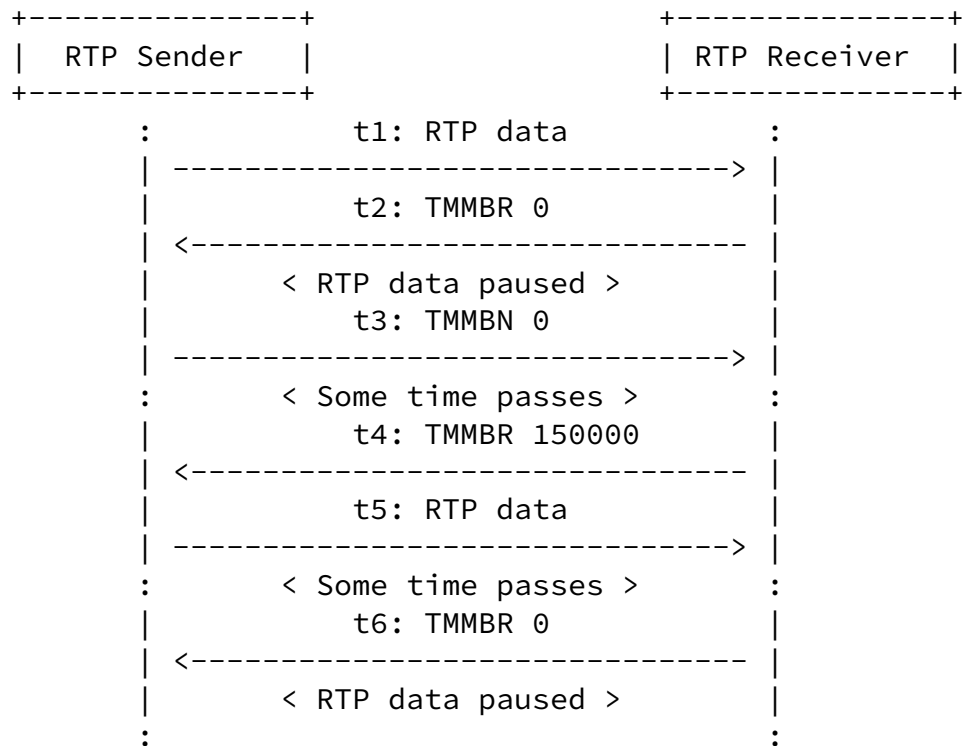 RTP Sender    RTP Receiver
t1: RTP data
t2: TMMBR 0
< RTP data paused >
t3: TMMBN 0
< Some time passes >
t4: TMMBR 150000
t5: RTP data
< Some time passes >
t6: TMMBR 0
< RTP data paused >